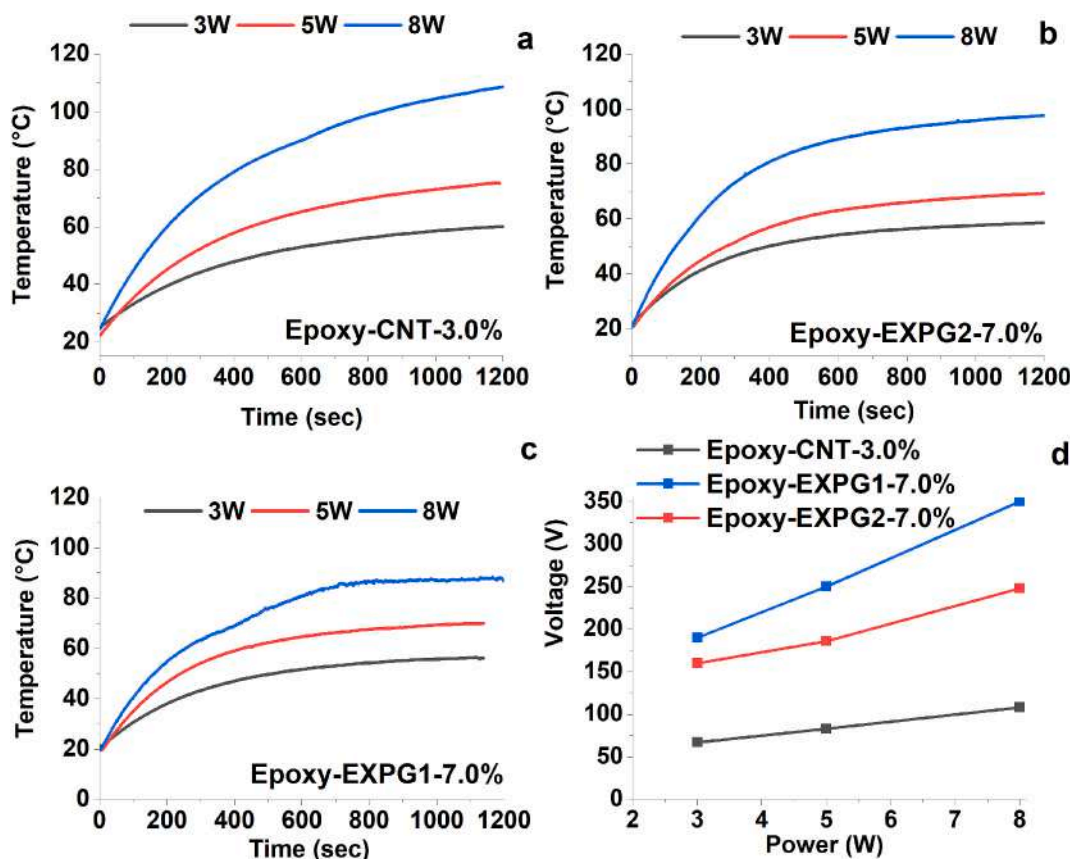 a
3W 5W 8W
120
100
80
60
40
20
Temperature (°C)
Epoxy-CNT-3.0%
0 200 400 600 800 1000 1200
Time (sec)
b
3W 5W 8W
120
100
80
60
40
20
0
Temperature (°C)
Epoxy-EXPG2-7.0%
0 200 400 600 800 1000 1200
Time (sec)
c
3W 5W 8W
120
100
80
60
40
20
0
Temperature (°C)
Epoxy-EXPG1-7.0%
0 200 400 600 800 1000 1200
Time (sec)
d
Epoxy-CNT-3.0%
Epoxy-EXPG1-7.0%
Epoxy-EXPG2-7.0%
350
300
250
200
150
100
50
0
Voltage (V)
2 3 4 5 6 7 8
Power (W)